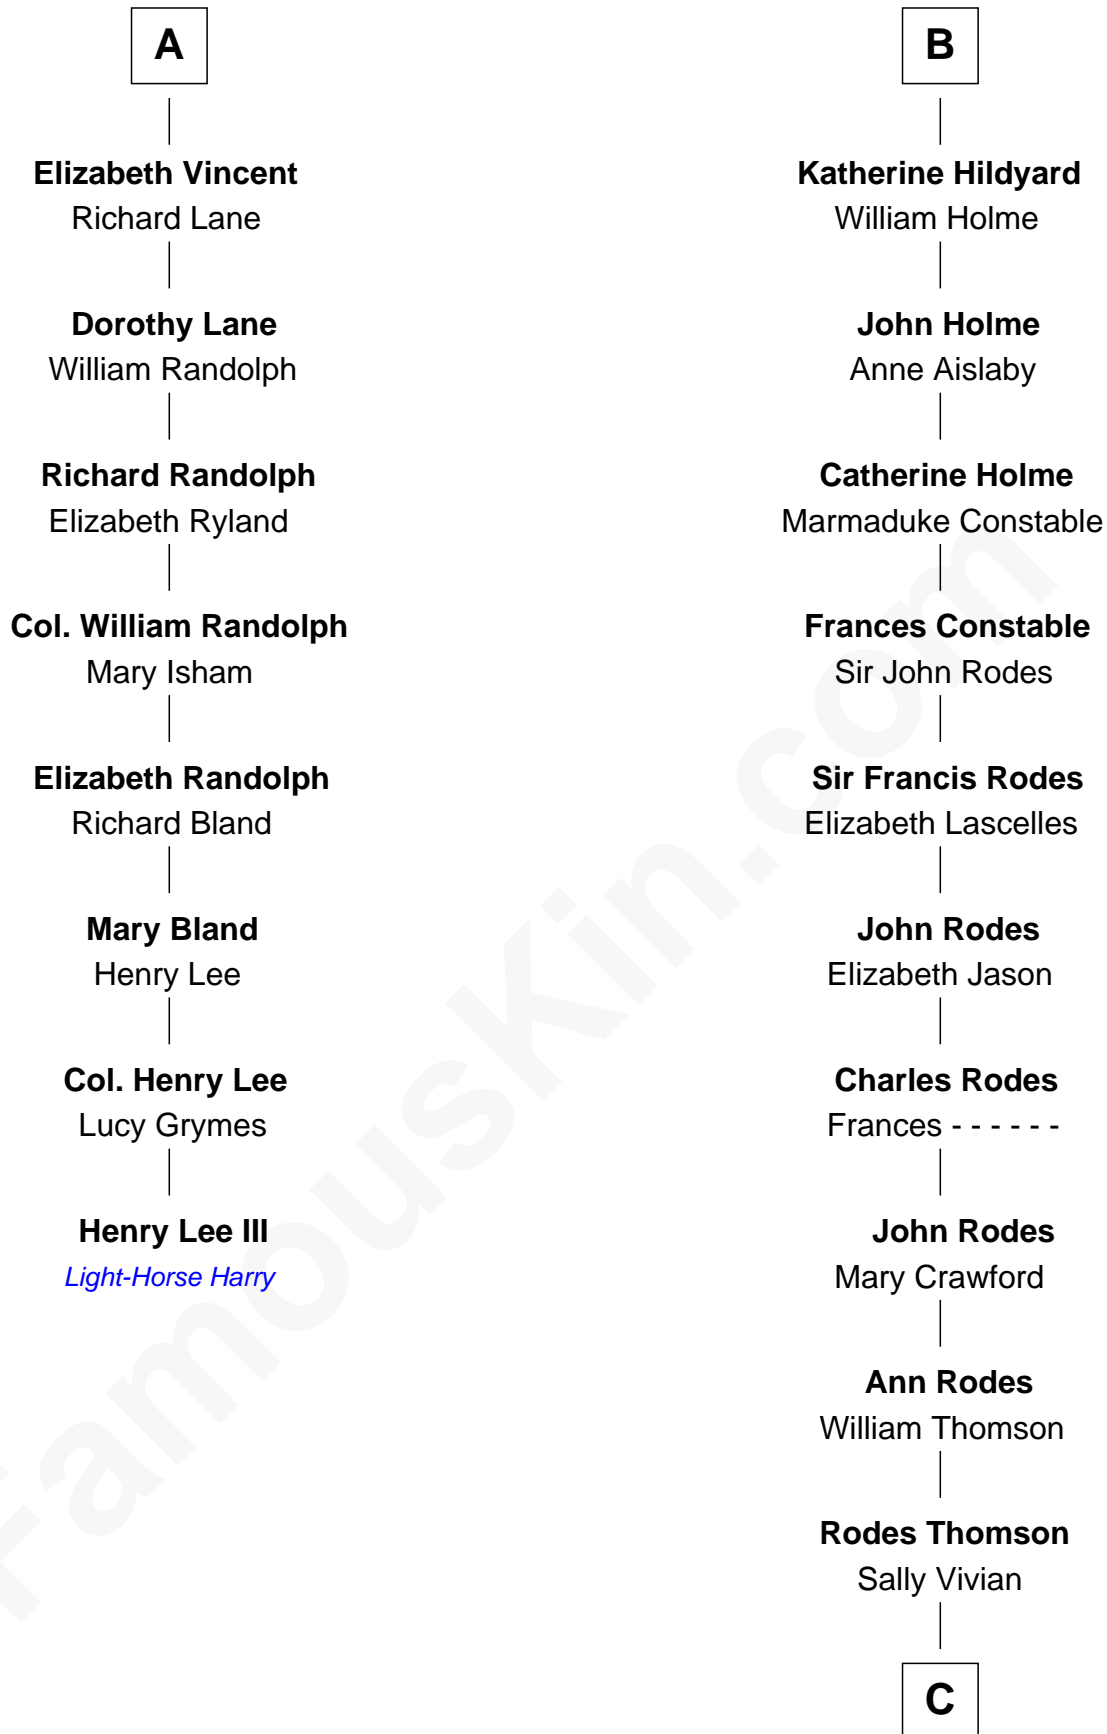 A
Elizabeth Vincent
Richard Lane
Dorothy Lane
William Randolph
Richard Randolph
Elizabeth Ryland
Col. William Randolph
Mary Isham
Elizabeth Randolph
Richard Bland
Mary Bland
Henry Lee
Col. Henry Lee
Lucy Grymes
Henry Lee III
Light-Horse Harry
B
Katherine Hildyard
William Holme
John Holme
Anne Aislaby
Catherine Holme
Marmaduke Constable
Frances Constable
Sir John Rodes
Sir Francis Rodes
Elizabeth Lascelles
John Rodes
Elizabeth Jason
Charles Rodes
Frances - - - - - -
John Rodes
Mary Crawford
Ann Rodes
William Thomson
Rodes Thomson
Sally Vivian
C
FamousKin.com